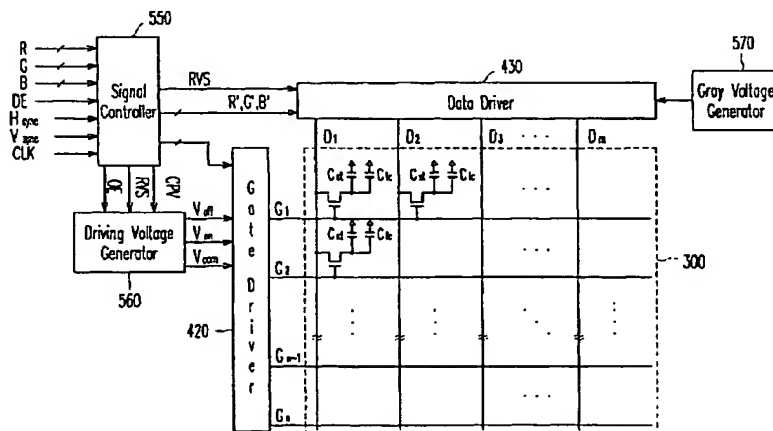 550
R
G
B
DE
Hsync
Vsync
CLK
Signal
Controller
RVS
R',G',B'
430
Data Driver
570
Gray Voltage
Generator
D1
D2
D3
...
Dm
OE
RVS
CPV
Driving Voltage
Generator
560
Voff
Von
Vcom
Gate Driver
420
Cst
Clc
Cst
Clc
G1
Cst
Clc
G2
300
Gn-1
Gn